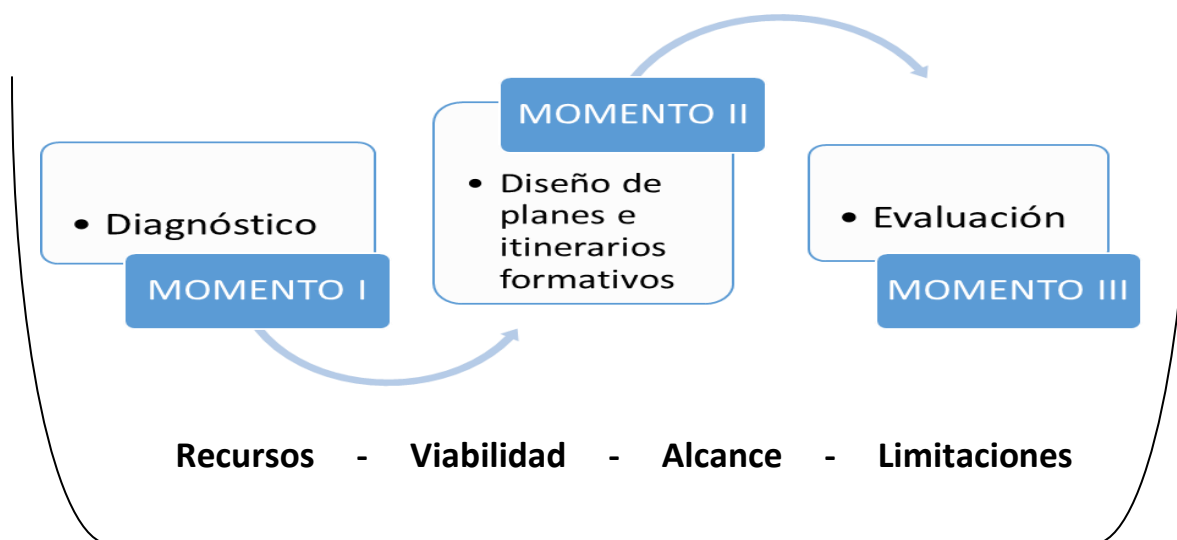 • Diagnóstico
MOMENTO I
MOMENTO II
• Diseño de
planes e
itinerarios
formativos
• Evaluación
MOMENTO III
Recursos - Viabilidad - Alcance - Limitaciones